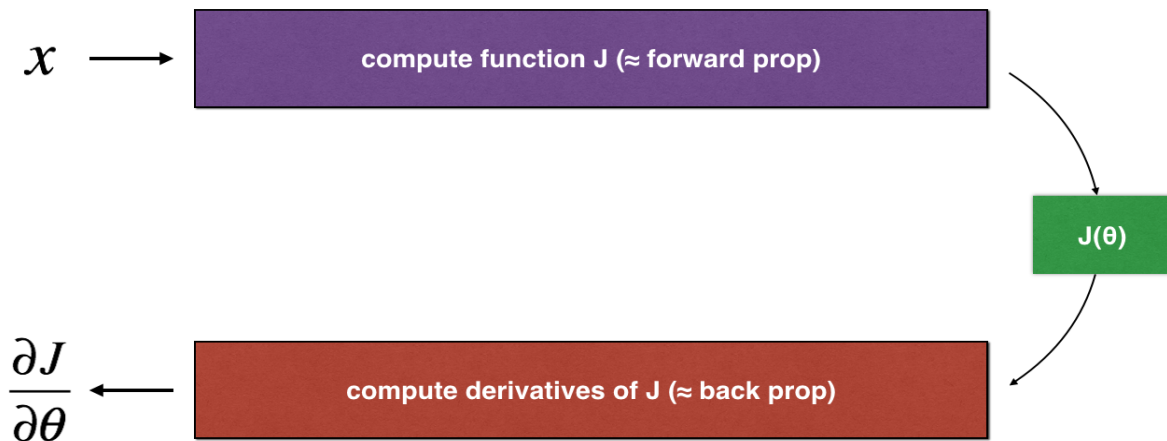 x
compute function J (≈ forward prop)
J(θ)
∂J
∂θ
compute derivatives of J (≈ back prop)